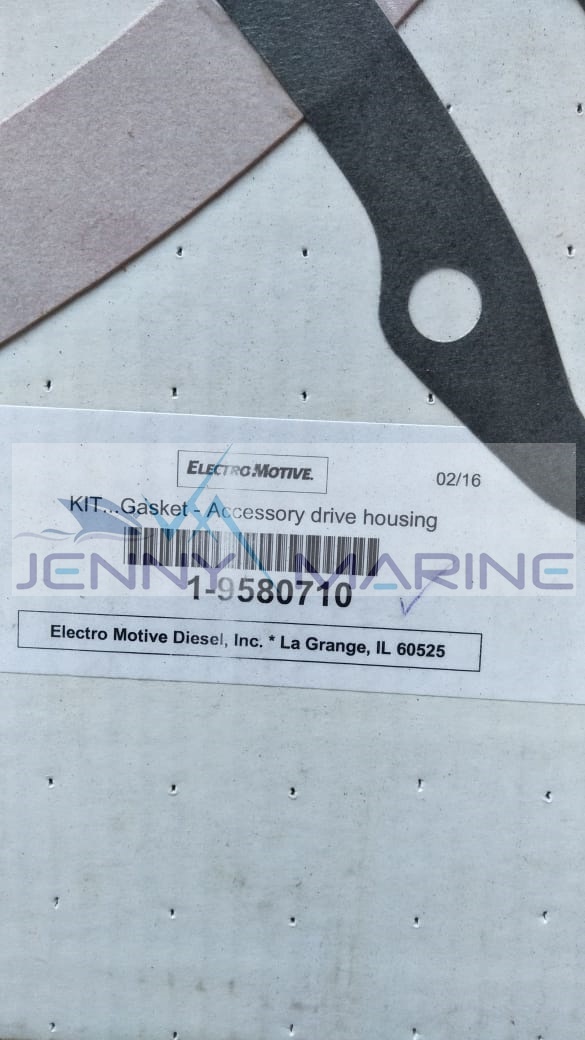 ELECTRO-MOTIVE.
02/16
KIT...Gasket - Accessory drive housing
JENNY MARINE
1-9580710
Electro Motive Diesel, Inc. * La Grange, IL 60525